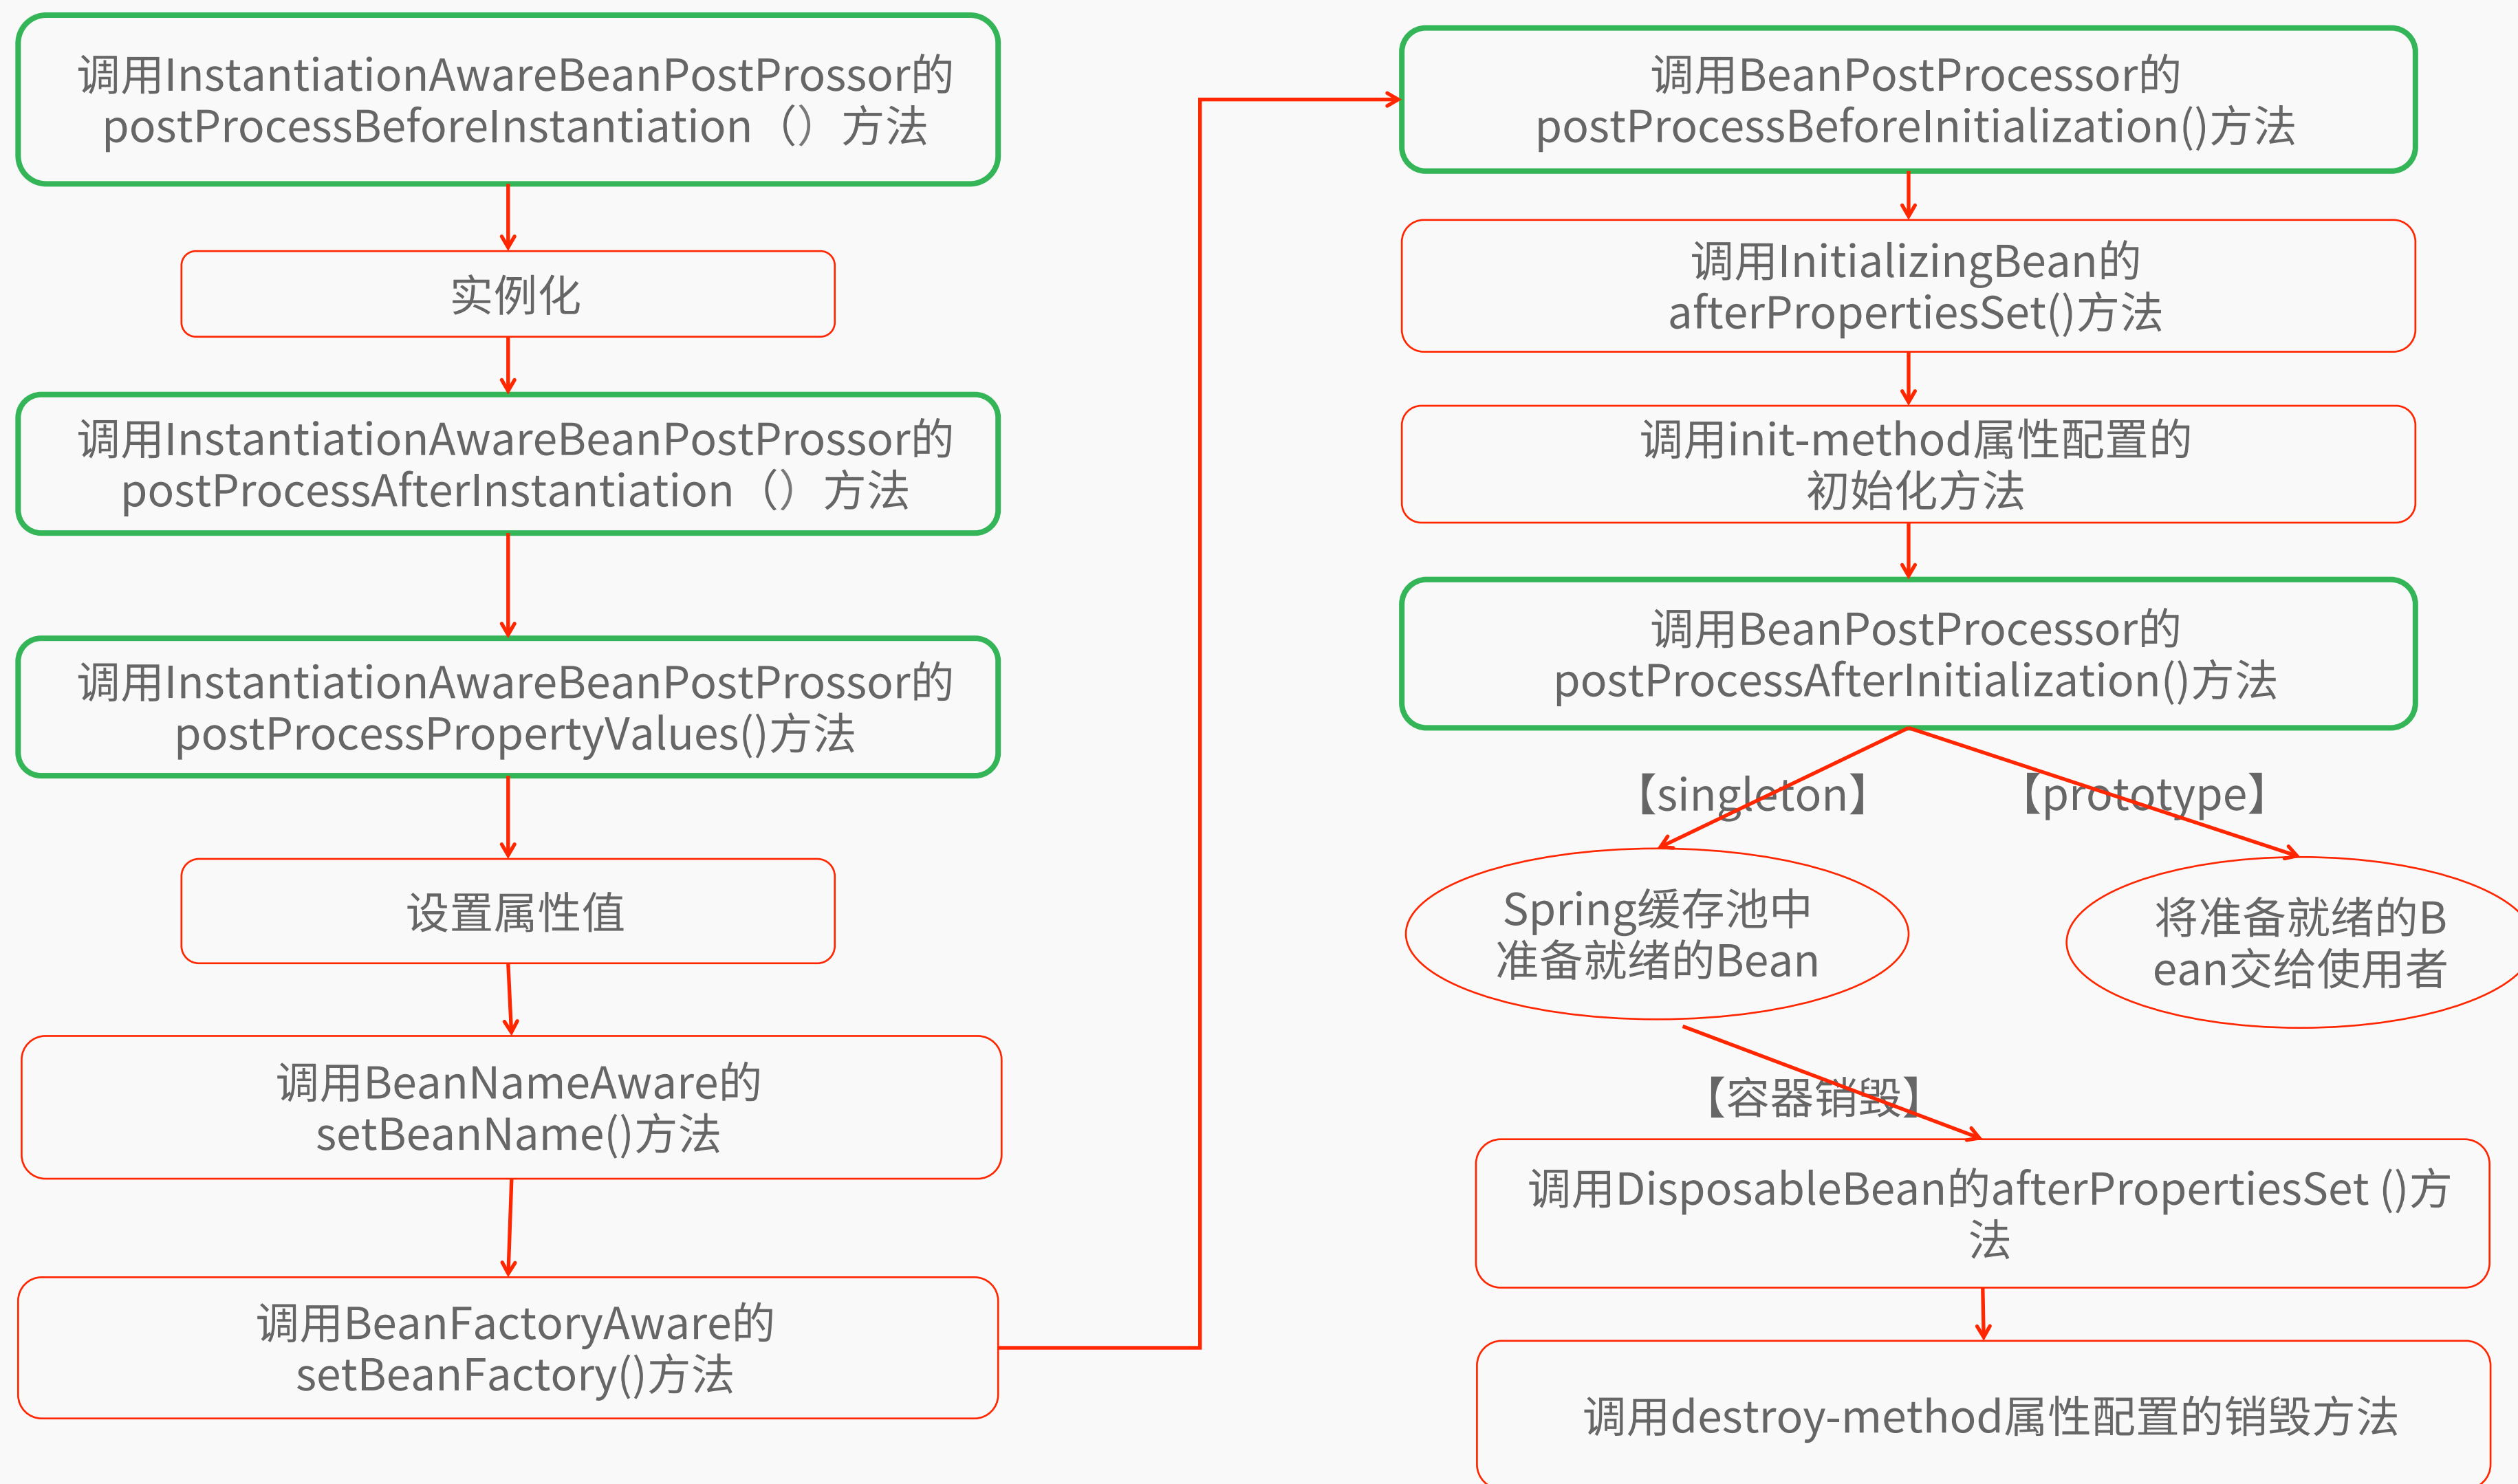 调用InstantiationAwareBeanPostProssor的
postProcessBeforeInstantiation（）方法
实例化
调用InstantiationAwareBeanPostProssor的
postProcessAfterInstantiation（）方法
调用InstantiationAwareBeanPostProssor的
postProcessPropertyValues()方法
设置属性值
调用BeanNameAware的
setBeanName()方法
调用BeanFactoryAware的
setBeanFactory()方法
调用BeanPostProcessor的
postProcessBeforeInitialization()方法
调用InitializingBean的
afterPropertiesSet()方法
调用init-method属性配置的
初始化方法
调用BeanPostProcessor的
postProcessAfterInitialization()方法
【singleton】
【prototype】
Spring缓存池中
准备就绪的Bean
将准备就绪的B
ean交给使用者
【容器销毁】
调用DisposableBean的afterPropertiesSet ()方
法
调用destroy-method属性配置的销毁方法